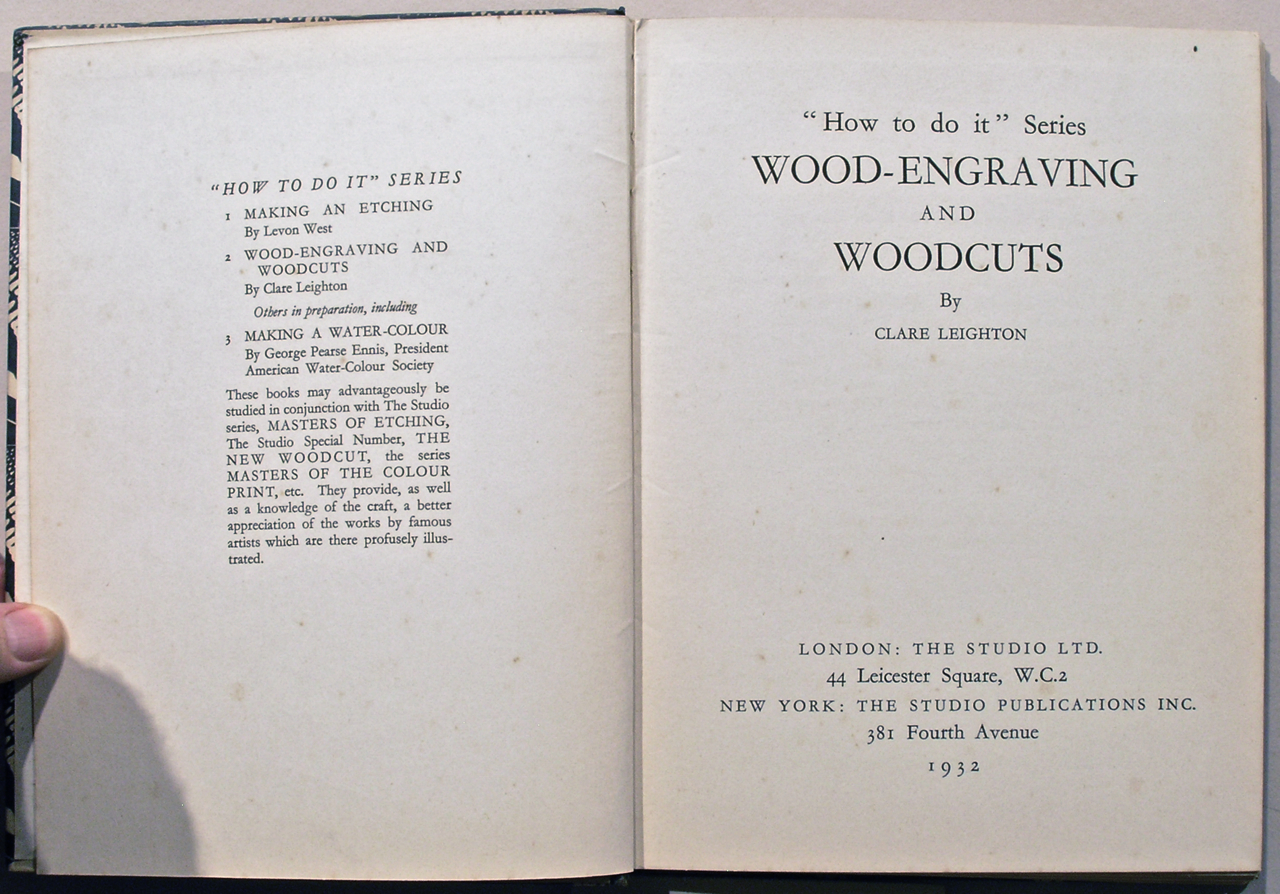 "HOW TO DO IT" SERIES
1 MAKING AN ETCHING
By Levon West
2 WOOD-ENGRAVING AND
WOODCUTS
By Clare Leighton
Others in preparation, including
3 MAKING A WATER-COLOUR
By George Pearse Ennis, President
American Water-Colour Society
These books may advantageously be
studied in conjunction with The Studio
series, MASTERS OF ETCHING,
The Studio Special Number, THE
NEW WOODCUT, the series
MASTERS OF THE COLOUR
PRINT, etc. They provide, as well
as a knowledge of the craft, a better
appreciation of the works by famous
artists which are there profusely illus-
trated.
"How to do it" Series
WOOD-ENGRAVING
AND
WOODCUTS
By
CLARE LEIGHTON
LONDON: THE STUDIO LTD.
44 Leicester Square, W.C.2
NEW YORK: THE STUDIO PUBLICATIONS INC.
381 Fourth Avenue
1932